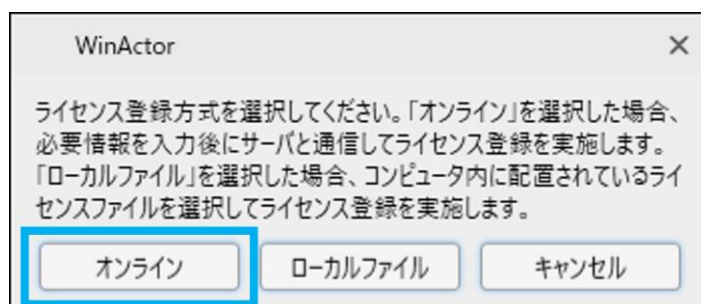 WinActor
ライセンス登録方式を選択してください。「オンライン」を選択した場合、
必要情報を入力後にサーバと通信してライセンス登録を実施します。
「ローカルファイル」を選択した場合、コンピュータ内に配置されているライ
センスファイルを選択してライセンス登録を実施します。
オンライン ローカルファイル キャンセル